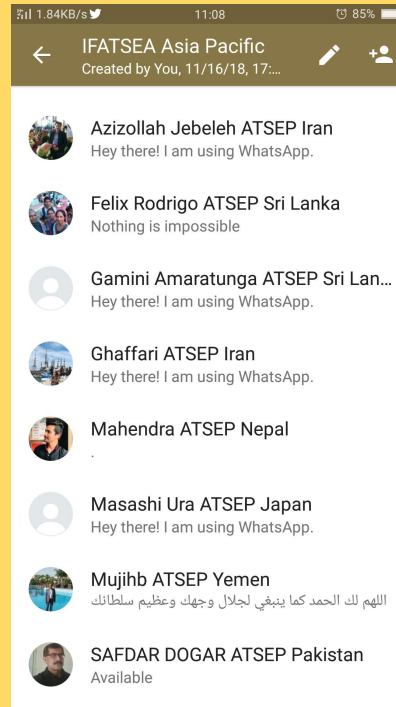 1.84KB/s 11:08 85%
IFATSEA Asia Pacific
Created by You, 11/16/18, 17:...
Azizollah Jebeleh ATSEP Iran
Hey there! I am using WhatsApp.
Felix Rodrigo ATSEP Sri Lanka
Nothing is impossible
Gamini Amaratunga ATSEP Sri Lan...
Hey there! I am using WhatsApp.
Ghaffari ATSEP Iran
Hey there! I am using WhatsApp.
Mahendra ATSEP Nepal
.
Masashi Ura ATSEP Japan
Hey there! I am using WhatsApp.
Mujihb ATSEP Yemen
اللهم لك الحمد كما ينبغي لجلال وجهك وعظيم سلطانك
SAFDAR DOGAR ATSEP Pakistan
Available